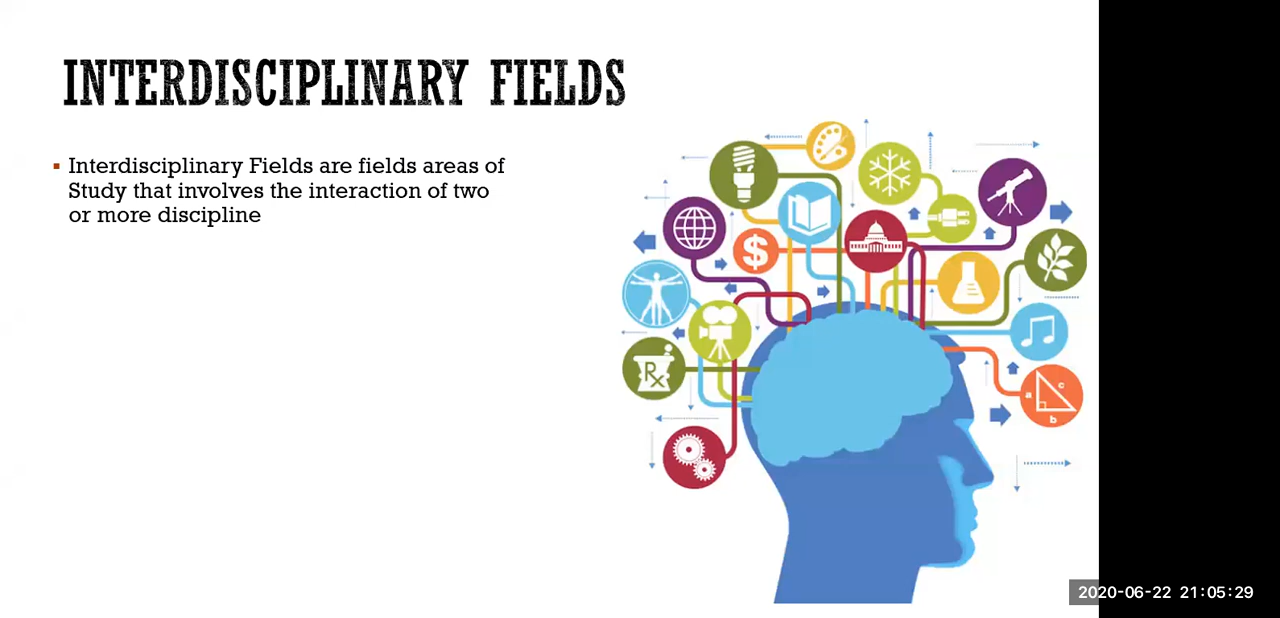 INTERDISCIPLINARY FIELDS
Interdisciplinary Fields are fields areas of
Study that involves the interaction of two
or more discipline
$
Rx
a
c
b
2020-06-22 21:05:29